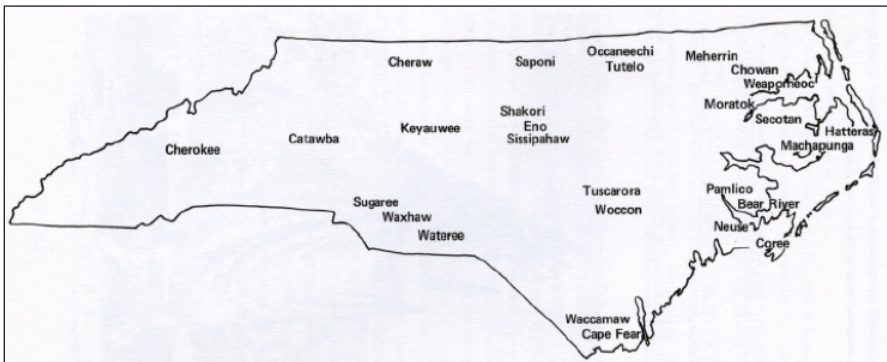 Occaneechi
Cheraw
Saponi
Tutelo
Meherrin
Chowan
Weapomeoc
Moratok
Shakori
Secotan
Keyauwee
Eno
Hatteras
Catawba
Sissipahaw
Cherokee
Machapunga
Tuscarora
Pamlico
Sugaree
Bear River
Woccon
Waxhaw
Neuse
Wateree
Coree
Waccamaw
Cape Fear